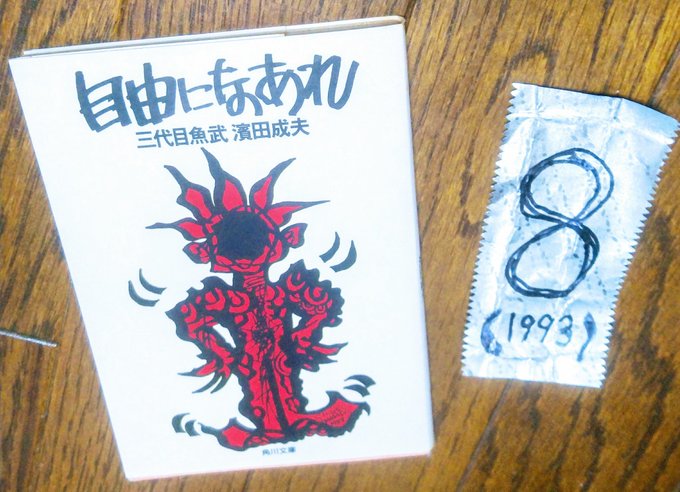 自由になあれ
三代目魚武 濱田成夫
角川文庫
8
(1993)